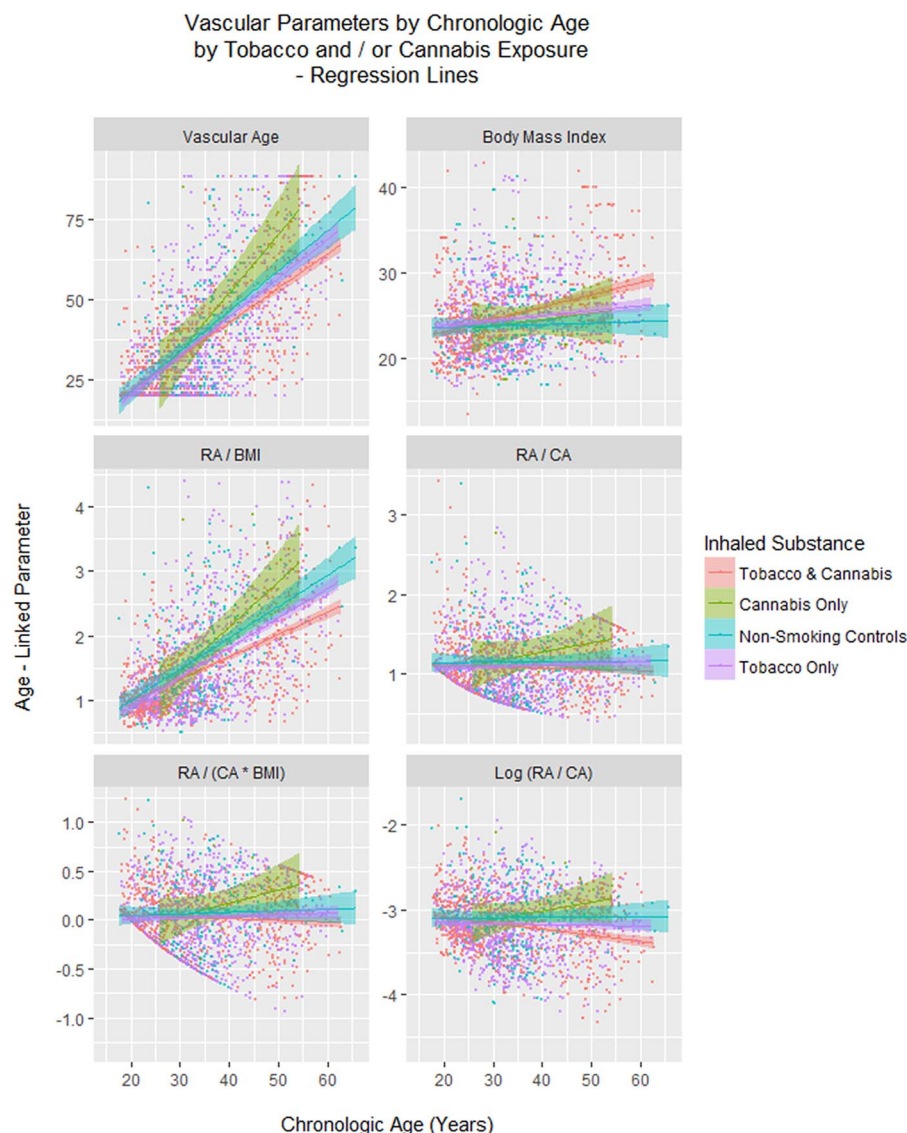 Vascular Parameters by Chronologic Age
by Tobacco and / or Cannabis Exposure
- Regression Lines
Vascular Age
Body Mass Index
75
50
25
40
30
20
RA / BMI
RA / CA
4
3
2
1
3
2
1
RA / (CA * BMI)
Log (RA / CA)
1.0
0.5
0.0
-0.5
-1.0
-2
-3
-4
20 30 40 50 60
20 30 40 50 60
Chronologic Age (Years)
Age - Linked Parameter
Inhaled Substance
Tobacco & Cannabis
Cannabis Only
Non-Smoking Controls
Tobacco Only